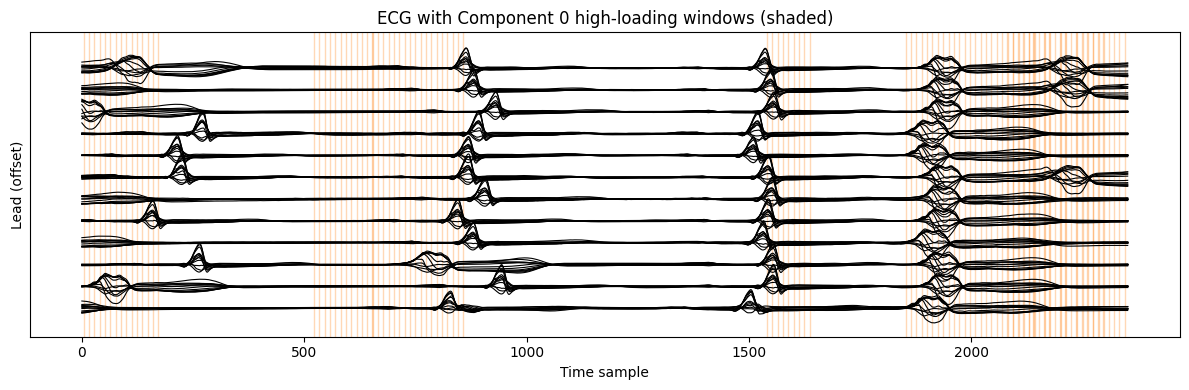 ECG with Component 0 high-loading windows (shaded)
Lead (offset)
0 500 1000 1500 2000
Time sample